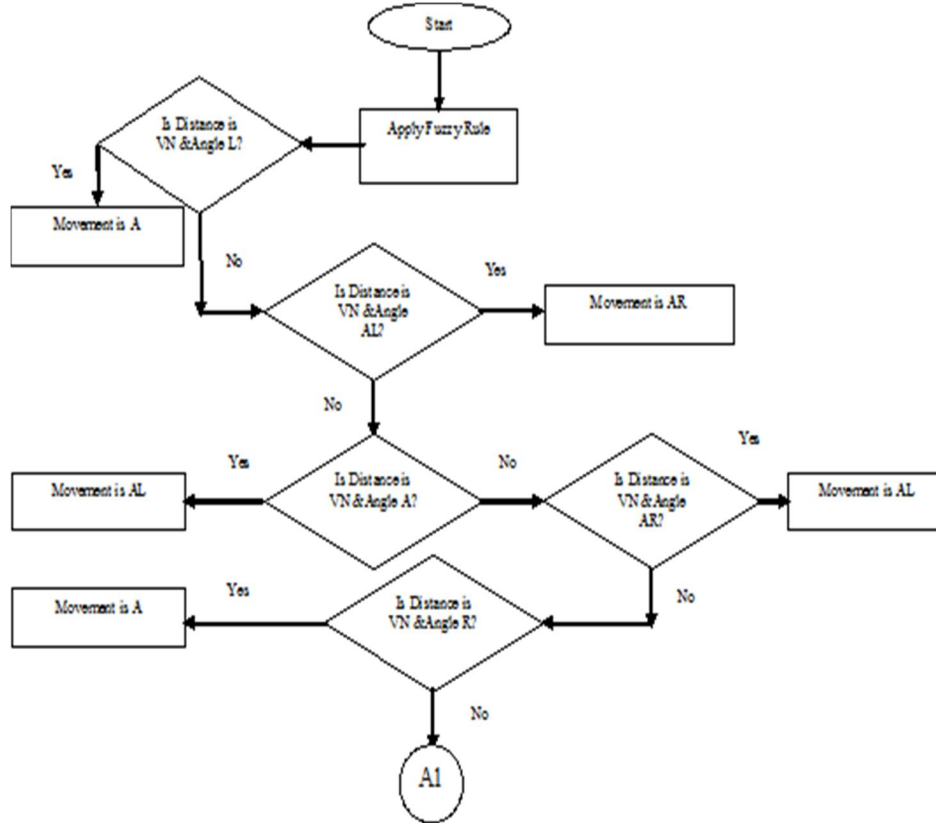 Start
Apply Fuzzy Rule
Is Distance is
VN & Angle L?
Yes
Movement is A
No
Is Distance is
VN & Angle
AL?
Yes
Movement is AR
No
Is Distance is
VN & Angle A?
Yes
Movement is AL
No
Is Distance is
VN & Angle
AR?
Yes
Movement is AL
No
Is Distance is
VN & Angle R?
Yes
Movement is A
No
A1